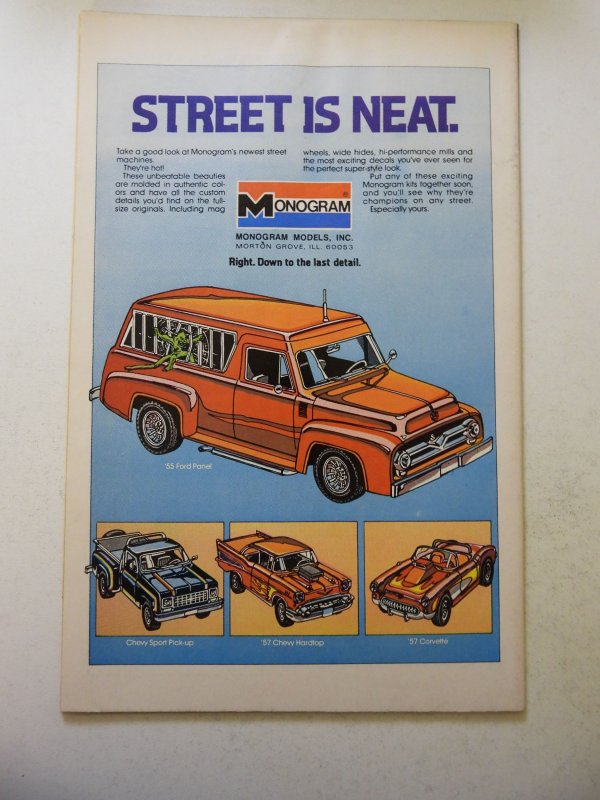 STREET IS NEAT.
Take a good look at Monogram's newest street
machines.
They're hot!
These unbeatable beauties
are molded in authentic col-
ors and have all the custom
details you'd find on the full-
size originals. Including mag
wheels, wide hides, hi-performance mills and
the most exciting decals you've ever seen for
the perfect super-style look.
Put any of these exciting
Monogram kits together soon,
and you'll see why they're
champions on any street.
Especially yours.
MONOGRAM
®
MONOGRAM MODELS, INC.
MORTON GROVE, ILL. 60053
Right. Down to the last detail.
'55 Ford Panel
Chevy Sport Pick-up
'57 Chevy Hardtop
'57 Corvette